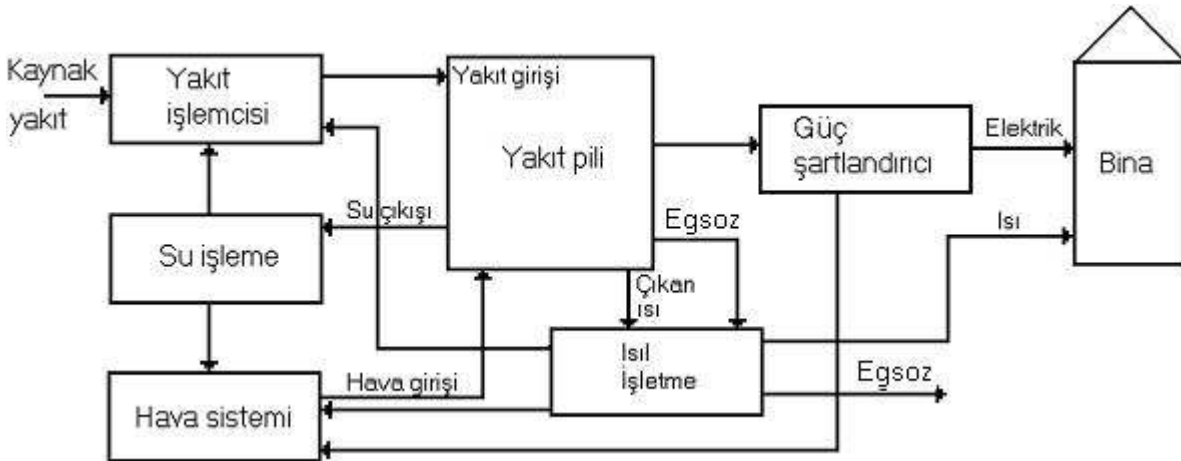 Kaynak
yakıt
Yakıt
işlemcisi
Yakıt girişi
Yakıt pili
Güç
şartlandırıcı
Elektrik
Bina
Su işleme
Su çıkışı
Egsoz
Isı
Çıkan
ısı
Isıl
İşletme
Egsoz
Hava girişi
Hava sistemi